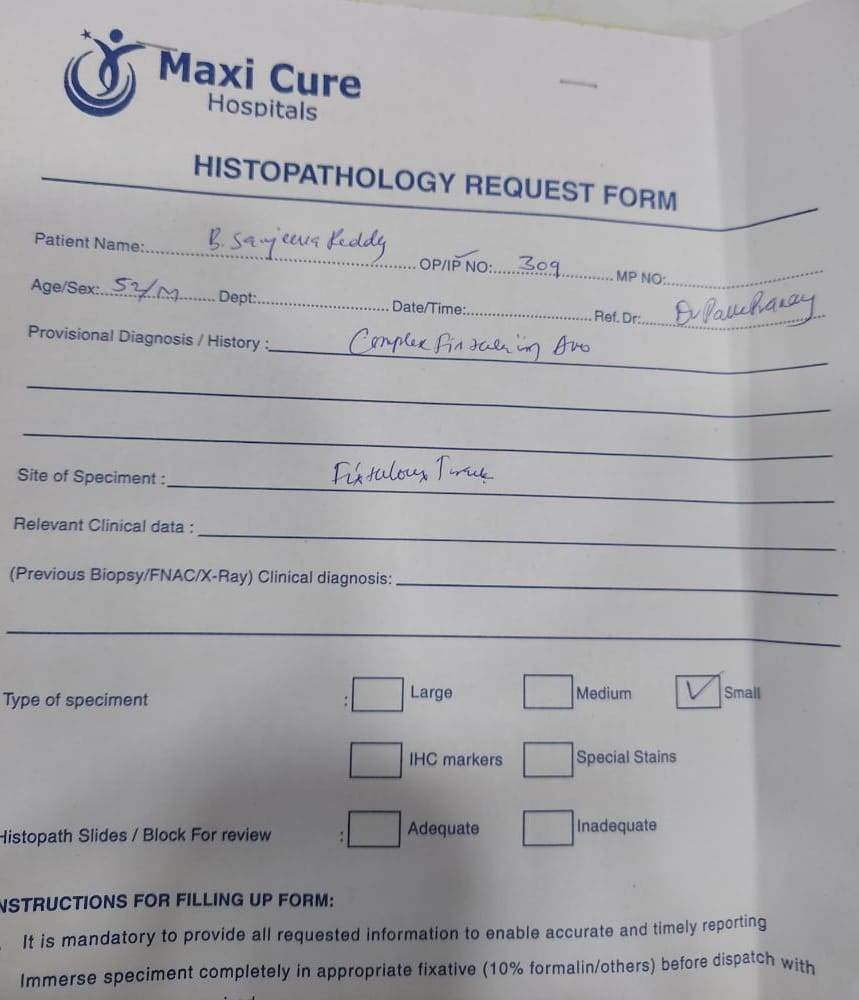 Maxi Cure
Hospitals
HISTOPATHOLOGY REQUEST FORM
Patient Name: B. Sanjeeva Reddy OP/IP NO: 309 MP NO:
Age/Sex: 52/M Dept: Date/Time: Ref. Dr: Dr
Provisional Diagnosis / History : Complex Fistula in Ano
Site of Speciment : Fistulous
Relevant Clinical data :
(Previous Biopsy/FNAC/X-Ray) Clinical diagnosis:
Type of speciment : Large Medium Small
IHC markers Special Stains
Histopath Slides / Block For review : Adequate Inadequate
NSTRUCTIONS FOR FILLING UP FORM:
It is mandatory to provide all requested information to enable accurate and timely reporting
Immerse speciment completely in appropriate fixative (10% formalin/others) before dispatch with